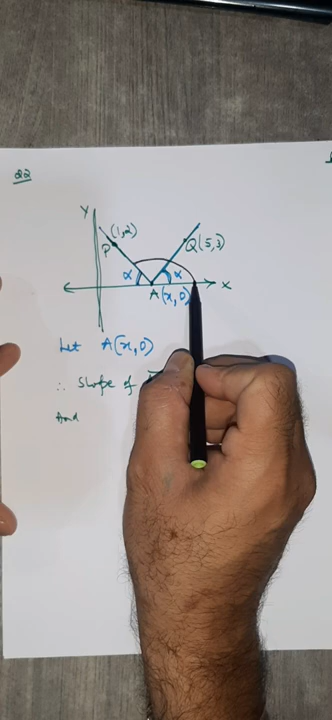 22
Y
P (1,2)
Q(5,3)
α α
A(x,0) X
Let A(x,0)
∴ Slope of
And